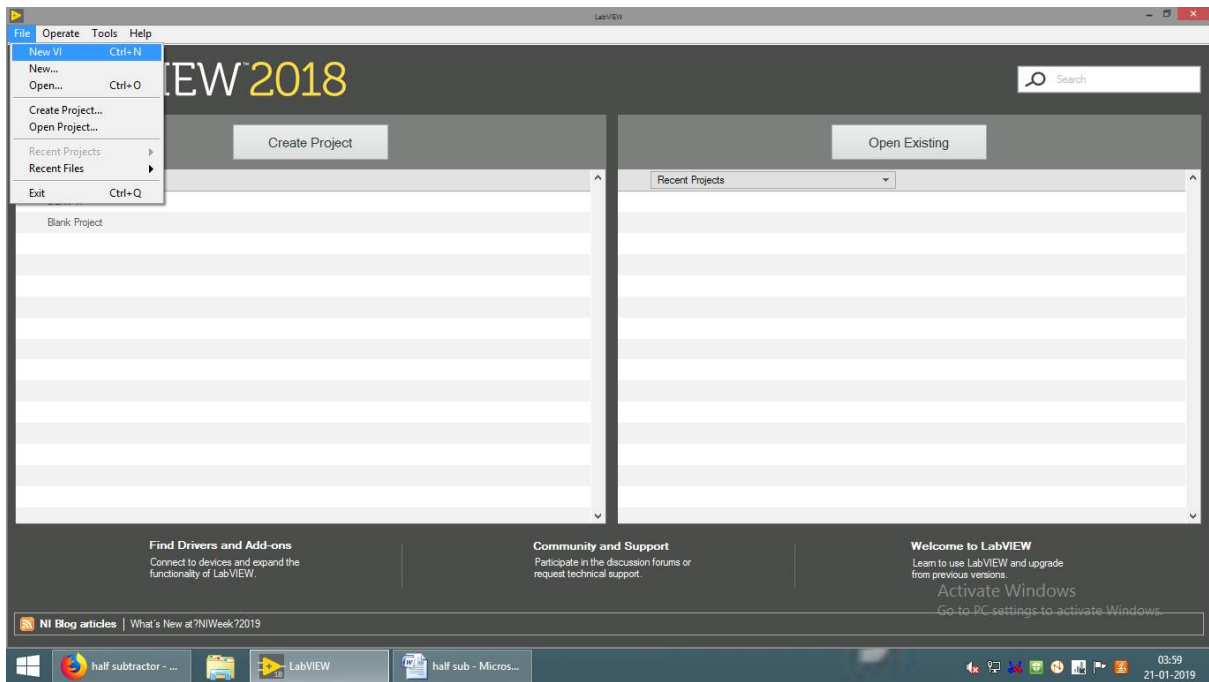 LabVIEW
File Operate Tools Help
New VI Ctrl+N
New...
Open... Ctrl+O
Create Project...
Open Project...
Recent Projects
Recent Files
Exit Ctrl+Q
IEW™2018
Search
Create Project
Open Existing
Recent Projects
Blank Project
Find Drivers and Add-ons
Connect to devices and expand the
functionality of LabVIEW.
Community and Support
Participate in the discussion forums or
request technical support.
Welcome to LabVIEW
Learn to use LabVIEW and upgrade
from previous versions.
Activate Windows
Go to PC settings to activate Windows.
NI Blog articles | What's New at?NIWeek?2019
half subtractor - ...
18
LabVIEW
half sub - Micros...
03:59
21-01-2019